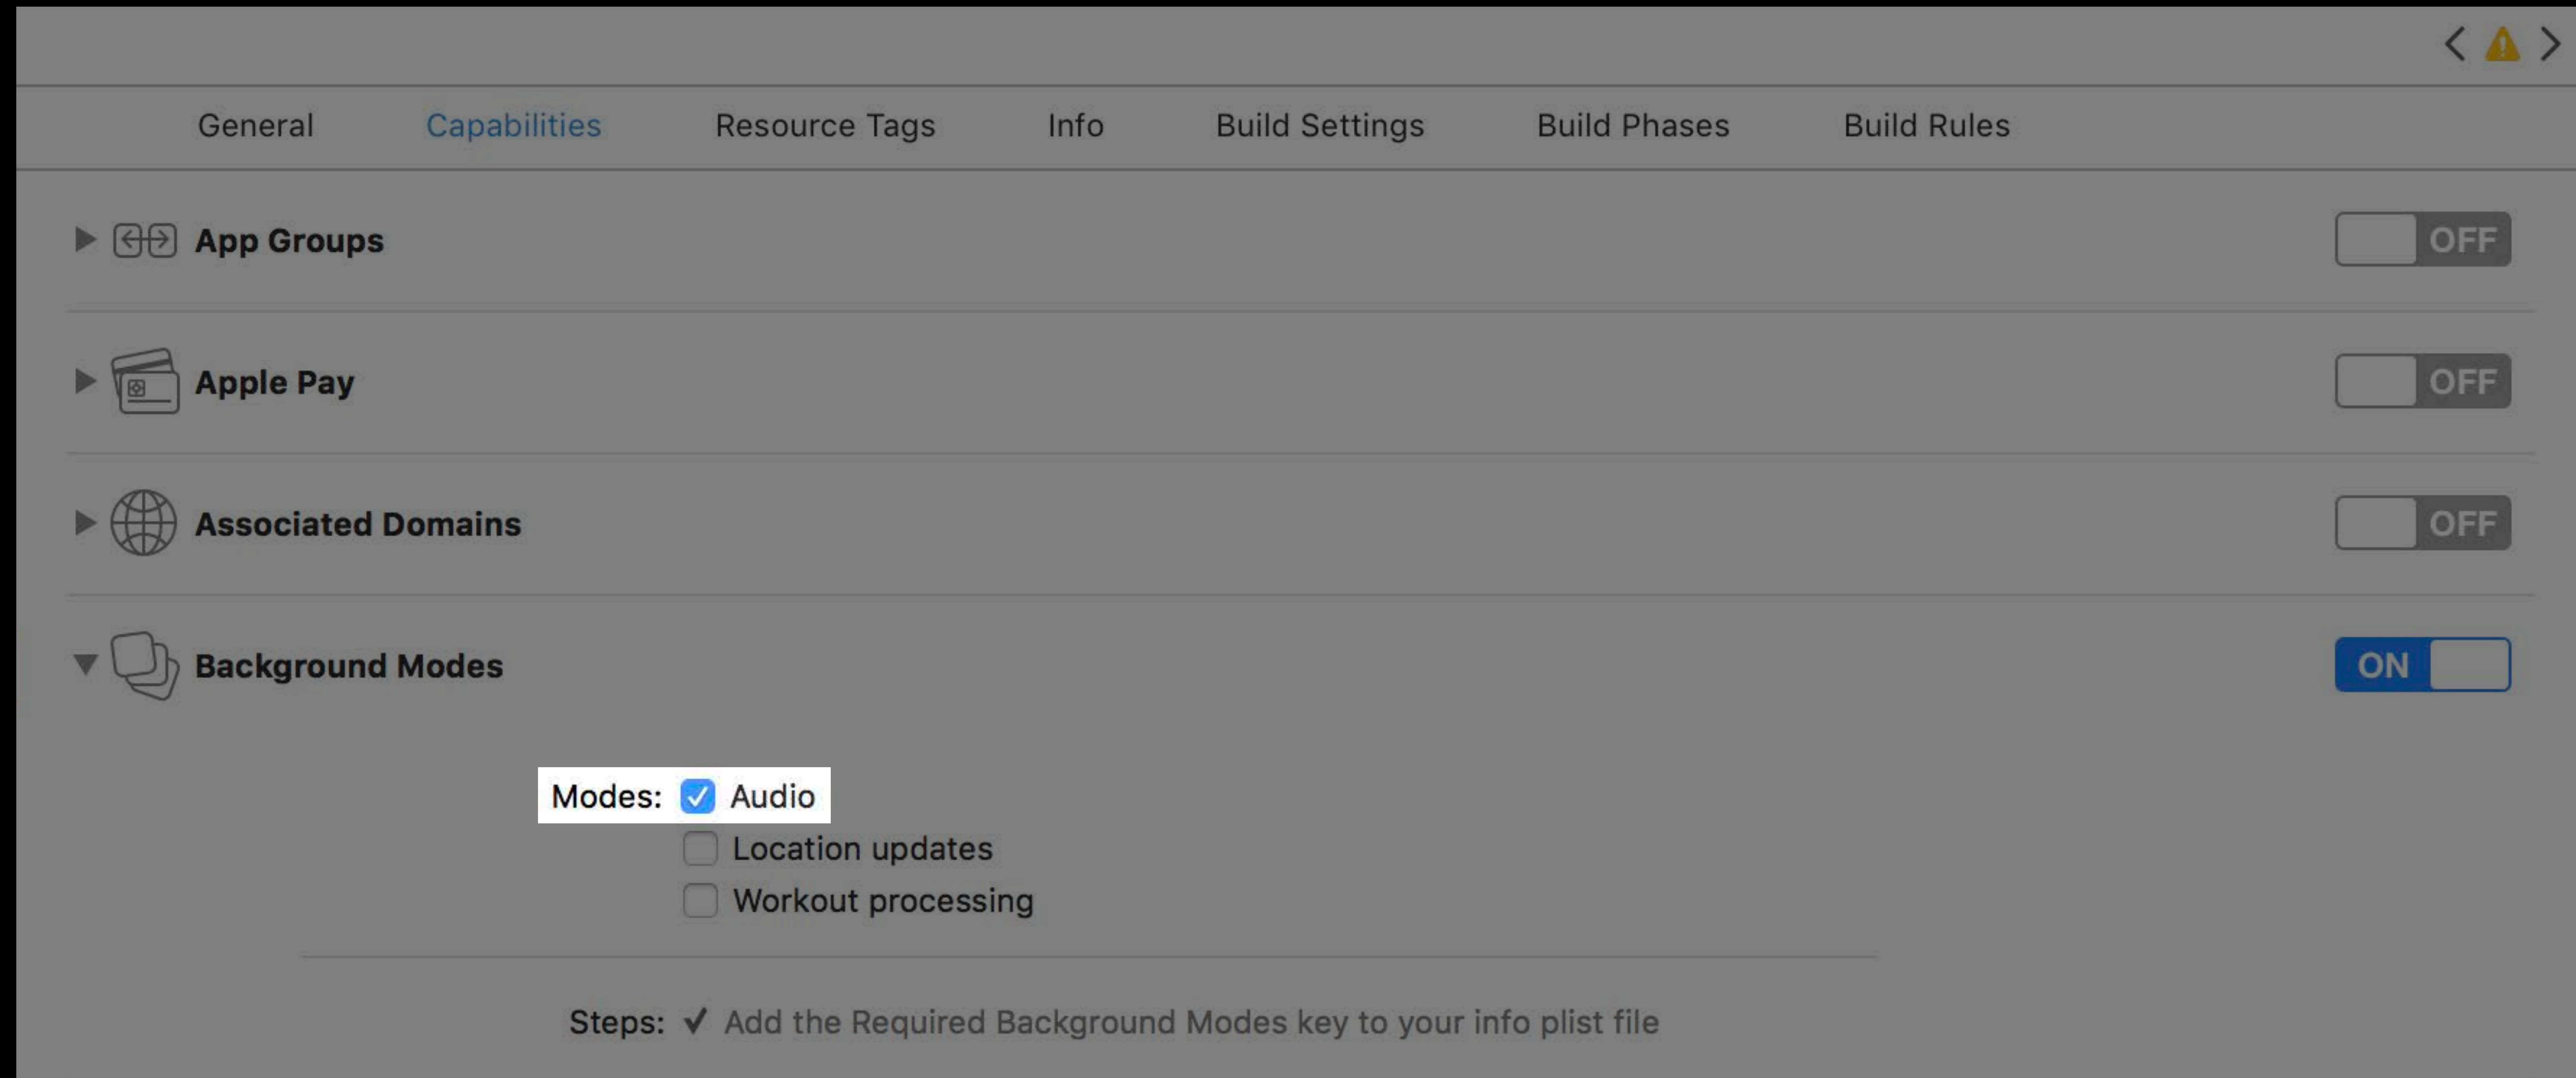 General Capabilities Resource Tags Info Build Settings Build Phases Build Rules
App Groups OFF
Apple Pay OFF
Associated Domains OFF
Background Modes ON
Modes: Audio
Location updates
Workout processing
Steps: ✓ Add the Required Background Modes key to your info plist file